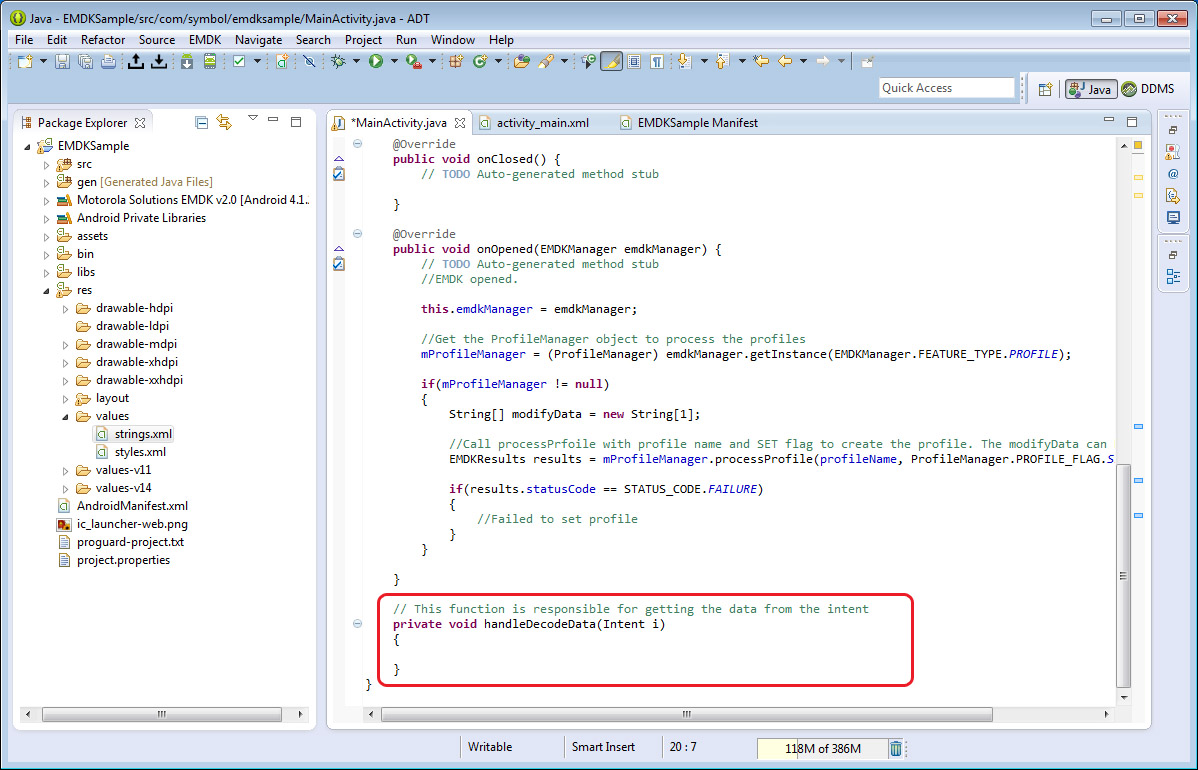 Java - EMDKSample/src/com/symbol/emdksample/MainActivity.java - ADT
File Edit Refactor Source EMDK Navigate Search Project Run Window Help
Quick Access
Java
DDMS
Package Explorer
EMDKSample
src
gen [Generated Java Files]
Motorola Solutions EMDK v2.0 [Android 4.1.
Android Private Libraries
assets
bin
libs
res
drawable-hdpi
drawable-ldpi
drawable-mdpi
drawable-xhdpi
drawable-xxhdpi
layout
values
strings.xml
styles.xml
values-v11
values-v14
AndroidManifest.xml
ic_launcher-web.png
proguard-project.txt
project.properties
*MainActivity.java
activity_main.xml
EMDKSample Manifest
@Override
public void onClosed() {
// TODO Auto-generated method stub
}
@Override
public void onOpened(EMDKManager emdkManager) {
// TODO Auto-generated method stub
//EMDK opened.
this.emdkManager = emdkManager;
//Get the ProfileManager object to process the profiles
mProfileManager = (ProfileManager) emdkManager.getInstance(EMDKManager.FEATURE_TYPE.PROFILE);
if(mProfileManager != null)
{
String[] modifyData = new String[1];
//Call processPrfoile with profile name and SET flag to create the profile. The modifyData can
EMDKResults results = mProfileManager.processProfile(profileName, ProfileManager.PROFILE_FLAG.S
if(results.statusCode == STATUS_CODE.FAILURE)
{
//Failed to set profile
}
}
}
// This function is responsible for getting the data from the intent
private void handleDecodeData(Intent i)
{
}
}
Writable
Smart Insert
20 : 7
118M of 386M